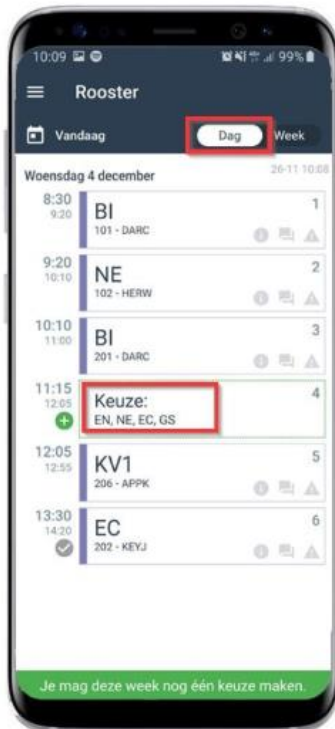 10:09 99%
Rooster
Vandaag Dag Week
Woensdag 4 december 26-11 10:08
8:30 BI 1
9:20 101 - DARC
9:20 NE 2
10:10 102 - HERW
10:10 BI 3
11:00 201 - DARC
11:15 Keuze: 4
12:05 EN, NE, EC, GS
12:05 KV1 5
12:55 206 - APPK
13:30 EC 6
14:20 202 - KEYJ
Je mag deze week nog één keuze maken.